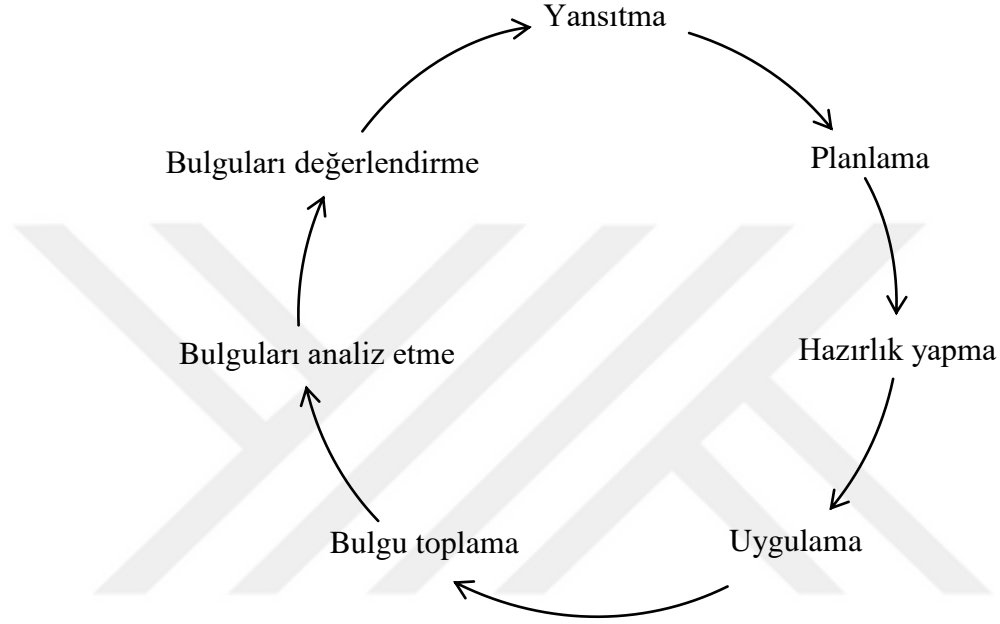 Yansıtma
Planlama
Hazırlık yapma
Uygulama
Bulgu toplama
Bulguları analiz etme
Bulguları değerlendirme